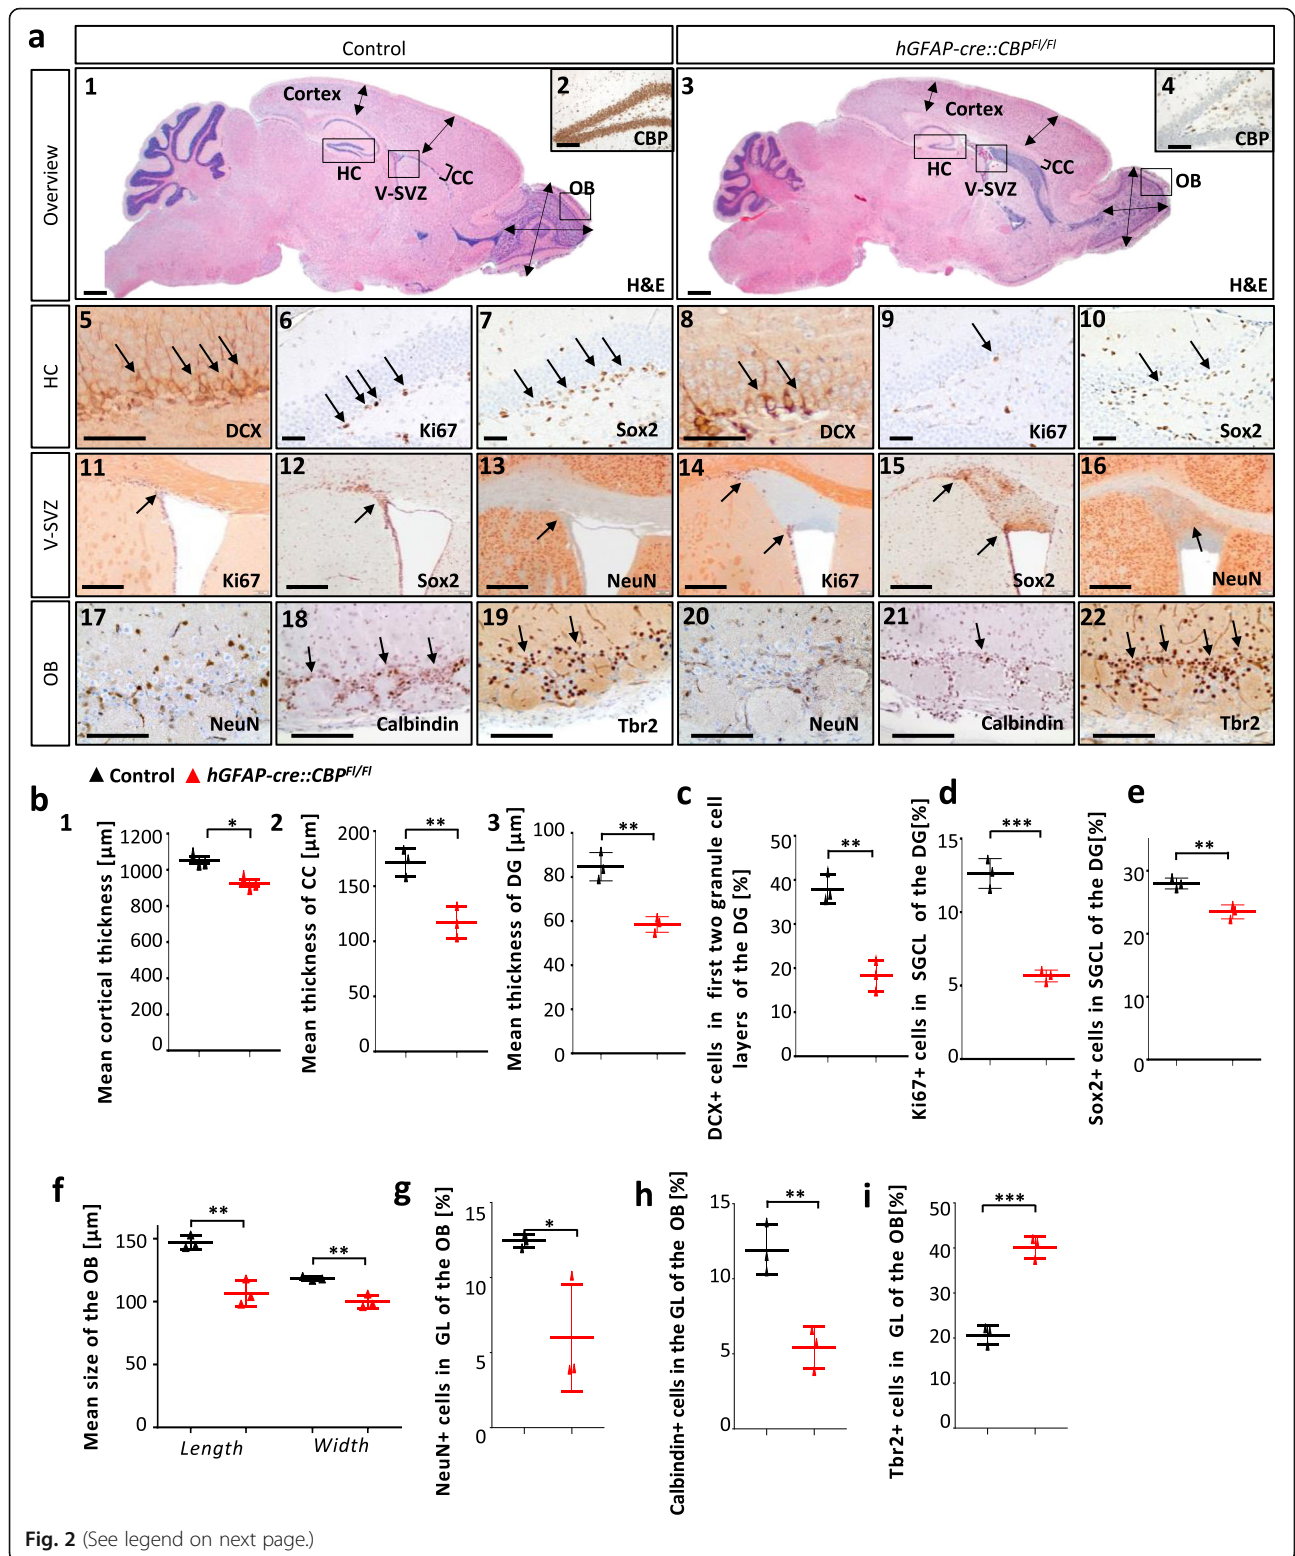 a
Control
hGFAP-cre::CBP^Fl/Fl
Overview
1
Cortex
HC
V-SVZ
CC
OB
H&E
2
CBP
3
Cortex
HC
V-SVZ
CC
OB
H&E
4
CBP
HC
5
DCX
6
Ki67
7
Sox2
8
DCX
9
Ki67
10
Sox2
V-SVZ
11
Ki67
12
Sox2
13
NeuN
14
Ki67
15
Sox2
16
NeuN
OB
17
NeuN
18
Calbindin
19
Tbr2
20
NeuN
21
Calbindin
22
Tbr2
▲ Control ▲ hGFAP-cre::CBP^Fl/Fl
b
1
Mean cortical thickness [µm]
1200
1000
800
600
400
200
0
*
2
Mean thickness of CC [µm]
200
150
100
50
0
**
3
Mean thickness of DG [µm]
100
80
60
40
20
0
**
c
DCX+ cells in first two granule cell
layers of the DG [%]
50
40
30
20
10
0
**
d
Ki67+ cells in SGCL of the DG[%]
15
10
5
0
***
e
Sox2+ cells in SGCL of the DG[%]
30
20
10
0
**
f
Mean size of the OB [µm]
150
100
50
0
**
**
Length
Width
g
NeuN+ cells in GL of the OB [%]
15
10
5
0
*
h
Calbindin+ cells in the GL of the OB [%]
15
10
5
0
**
i
Tbr2+ cells in GL of the OB[%]
50
40
30
20
10
0
***
Fig. 2 (See legend on next page.)